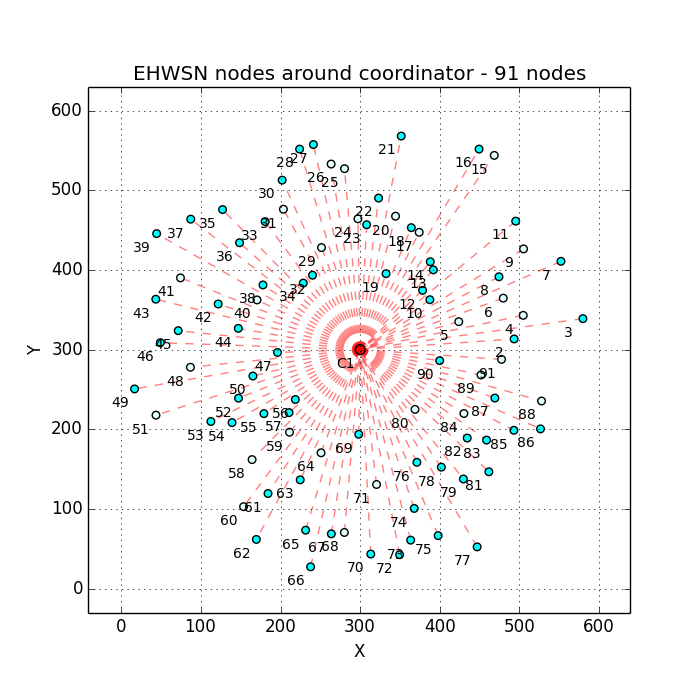 EHWSN nodes around coordinator - 91 nodes
600
500
400
300
200
100
0
Y
0 100 200 300 400 500 600
X
21 16 15
28 27 26 25
30 31 24 23 22 20 18 17
35 33 11
39 37 36 29 9 7
41 38 34 32 19 14 13 8
43 42 40 12 10 6
46 45 44 5 4 3
C1 2
48 47 90 91
49 50 89
51 52 56 87 88
53 54 55 57 80 84 86
59 69 82 83 85
58 64 76 78
60 61 63 71 79 81
62 65 67 68 74 75
66 70 72 73 77